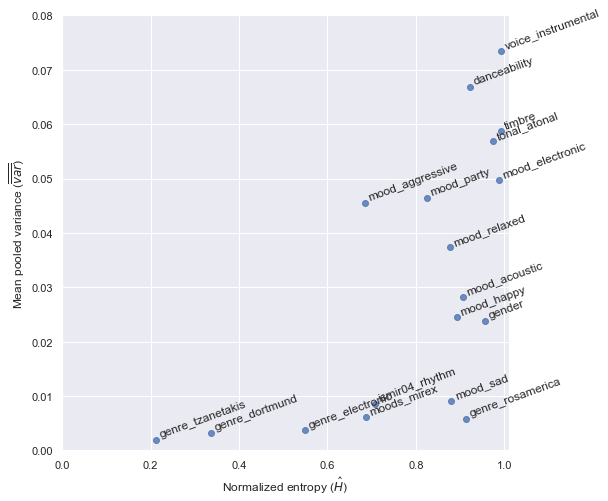 0.08
voice_instrumental
0.07
danceability
0.06
timbre
tonal_atonal
0.05
mood_electronic
mood_aggressive
mood_party
Mean pooled variance (var)
0.04
mood_relaxed
0.03
mood_acoustic
mood_happy
gender
0.02
0.01
ismir04_rhythm
mood_sad
genre_electronic
moods_mirex
genre_rosamerica
genre_tzanetakis
genre_dortmund
0.00
0.0 0.2 0.4 0.6 0.8 1.0
Normalized entropy (Ĥ)